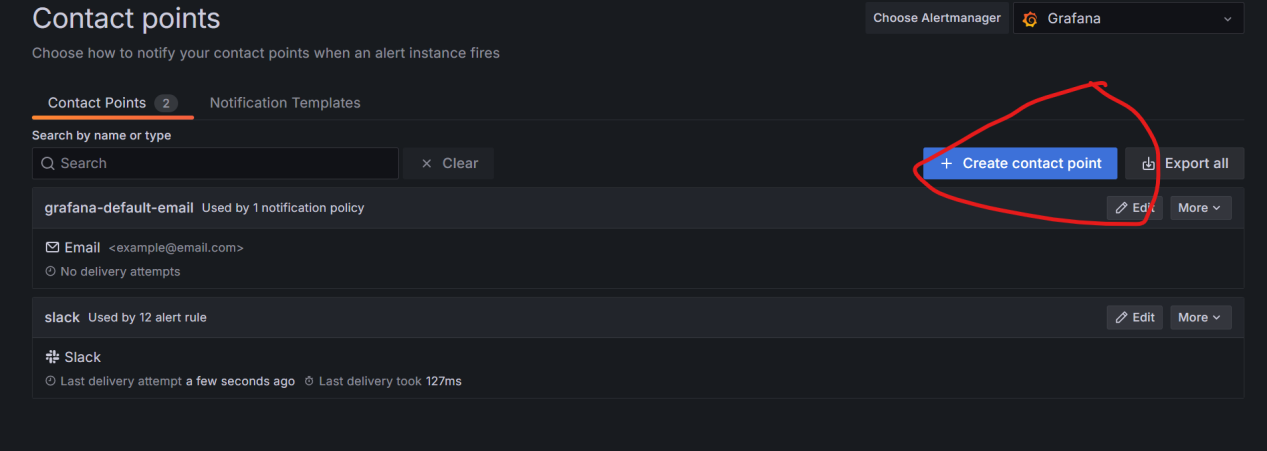 Contact points
Choose Alertmanager
Grafana
Choose how to notify your contact points when an alert instance fires
Contact Points 2
Notification Templates
Search by name or type
Search
Clear
+ Create contact point
Export all
grafana-default-email Used by 1 notification policy
Edit
More
Email <example@email.com>
No delivery attempts
slack Used by 12 alert rule
Edit
More
Slack
Last delivery attempt a few seconds ago Last delivery took 127ms